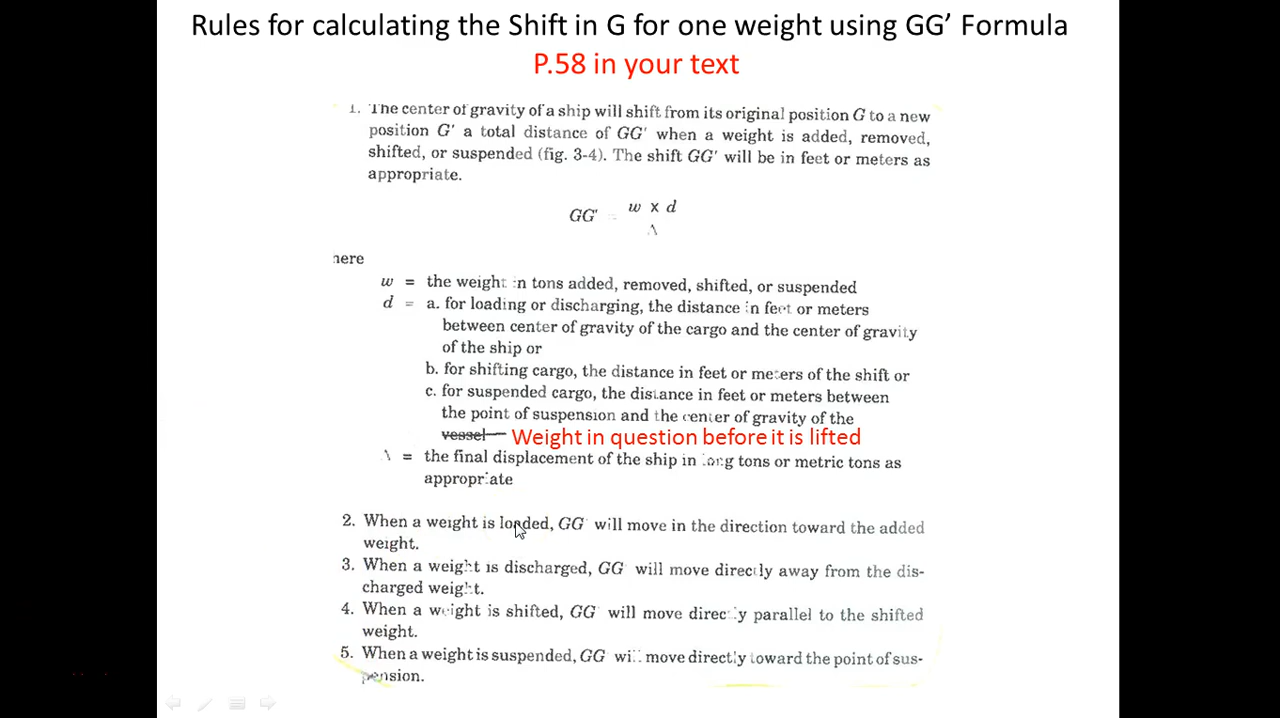 Rules for calculating the Shift in G for one weight using GG’ Formula
P.58 in your text
1. The center of gravity of a ship will shift from its original position G to a new
position G' a total distance of GG' when a weight is added, removed,
shifted, or suspended (fig. 3-4). The shift GG' will be in feet or meters as
appropriate.
GG' = w x d
Δ
here
w = the weight in tons added, removed, shifted, or suspended
d = a. for loading or discharging, the distance in feet or meters
between center of gravity of the cargo and the center of gravity
of the ship or
b. for shifting cargo, the distance in feet or meters of the shift or
c. for suspended cargo, the distance in feet or meters between
the point of suspension and the center of gravity of the
vessel Weight in question before it is lifted
Δ = the final displacement of the ship in long tons or metric tons as
appropriate
2. When a weight is loaded, GG' will move in the direction toward the added
weight.
3. When a weight is discharged, GG' will move directly away from the dis-
charged weight.
4. When a weight is shifted, GG' will move directly parallel to the shifted
weight.
5. When a weight is suspended, GG' will move directly toward the point of sus-
pension.